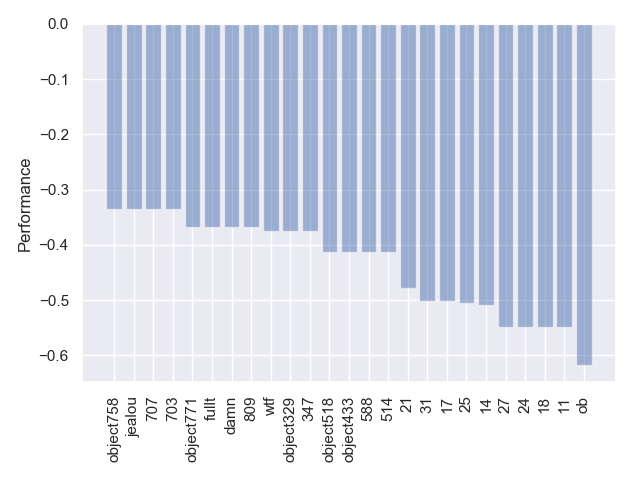 0.0
−0.1
−0.2
−0.3
−0.4
−0.5
−0.6
Performance
object758
jealou
707
703
object771
fullt
damn
809
wtf
object329
347
object518
object433
588
514
21
31
17
25
14
27
24
18
11
ob